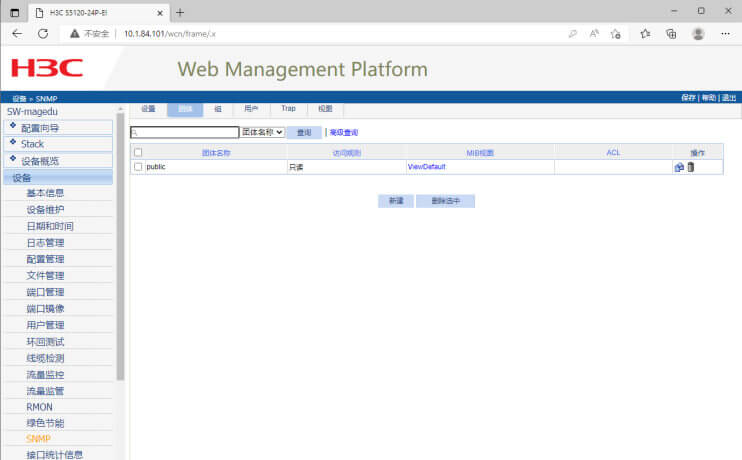 H3C S5120-24P-EI
不安全 | 10.1.84.101/wcn/frame/.x
H3C Web Management Platform
设备 > SNMP 保存 | 帮助 | 退出
SW-magedu
设置 团体 组 用户 Trap 视图
配置向导
团体名称 查询 | 高级查询
Stack
团体名称 访问规则 MIB视图 ACL 操作
设备概览
public 只读 ViewDefault
设备
基本信息
新建 删除选中
设备维护
日期和时间
日志管理
配置管理
文件管理
端口管理
端口镜像
用户管理
环回测试
线缆检测
流量监控
流量监管
RMON
绿色节能
SNMP
接口统计信息